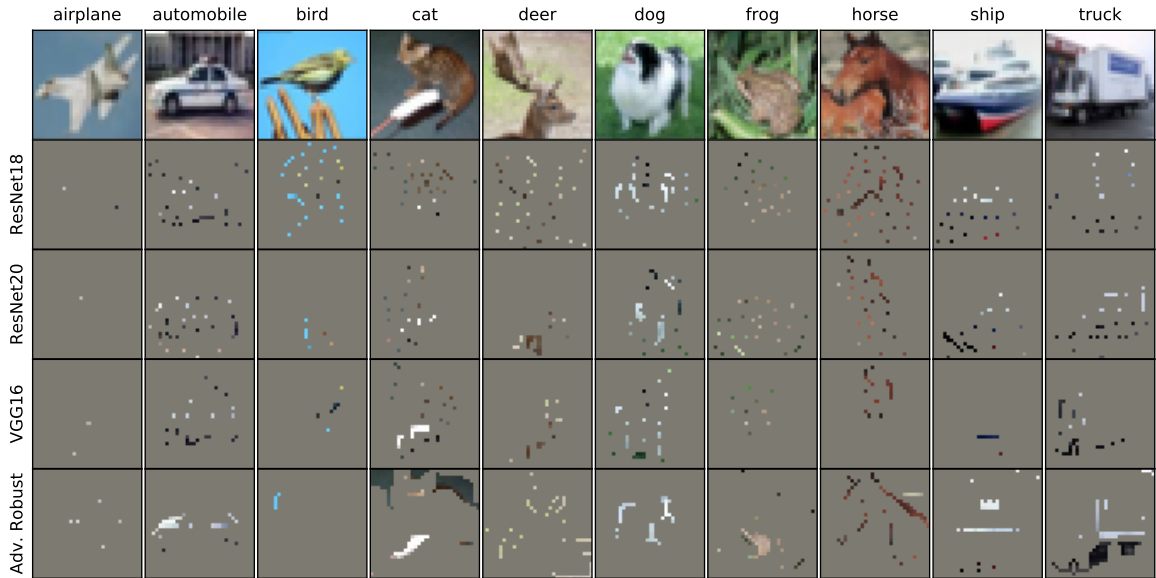 airplane automobile bird cat deer dog frog horse ship truck
ResNet18
ResNet20
VGG16
Adv. Robust